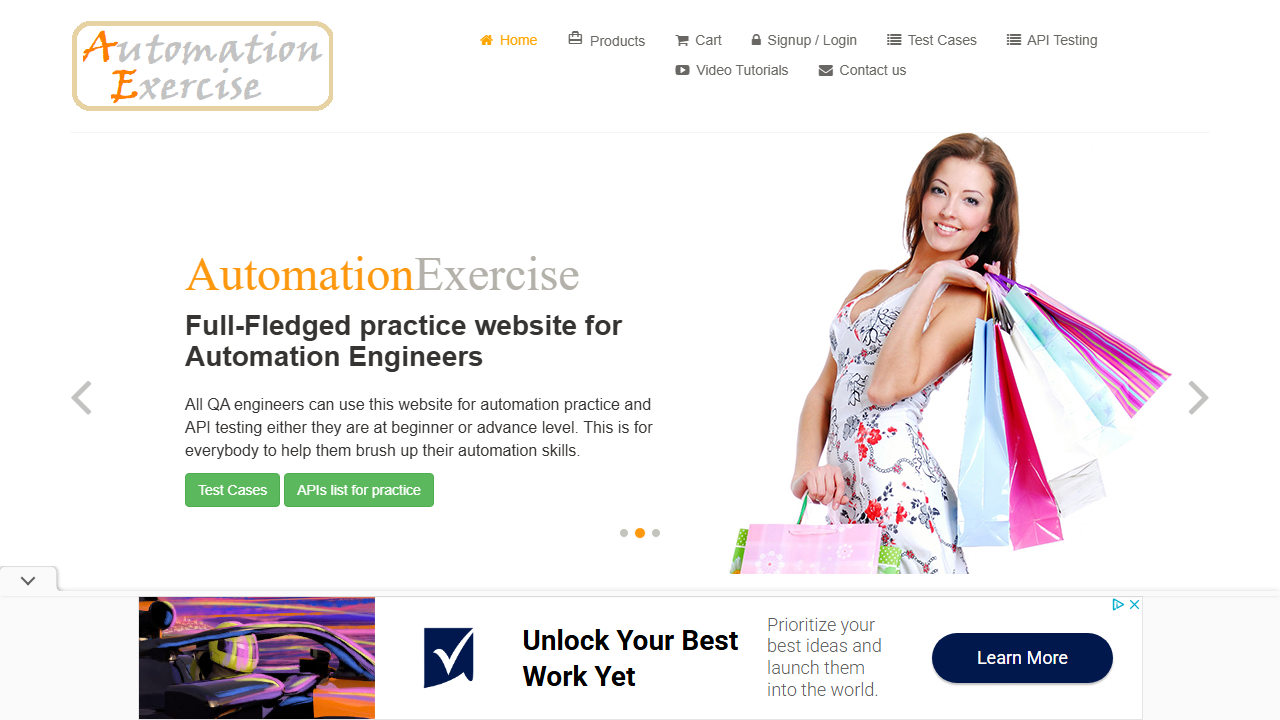 Automation
Exercise
Home
Products
Cart
Signup / Login
Test Cases
API Testing
Video Tutorials
Contact us
AutomationExercise
Full-Fledged practice website for
Automation Engineers
All QA engineers can use this website for automation practice and
API testing either they are at beginner or advance level. This is for
everybody to help them brush up their automation skills.
Test Cases
APIs list for practice
Unlock Your Best
Work Yet
Prioritize your
best ideas and
launch them
into the world.
Learn More